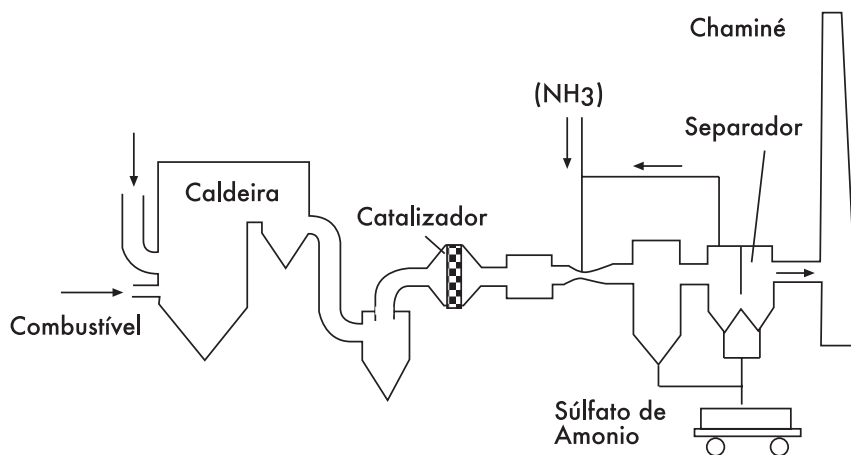 Chaminé
(NH3)
Separador
Caldeira
Catalizador
Combustível
Súlfato de
Amonio